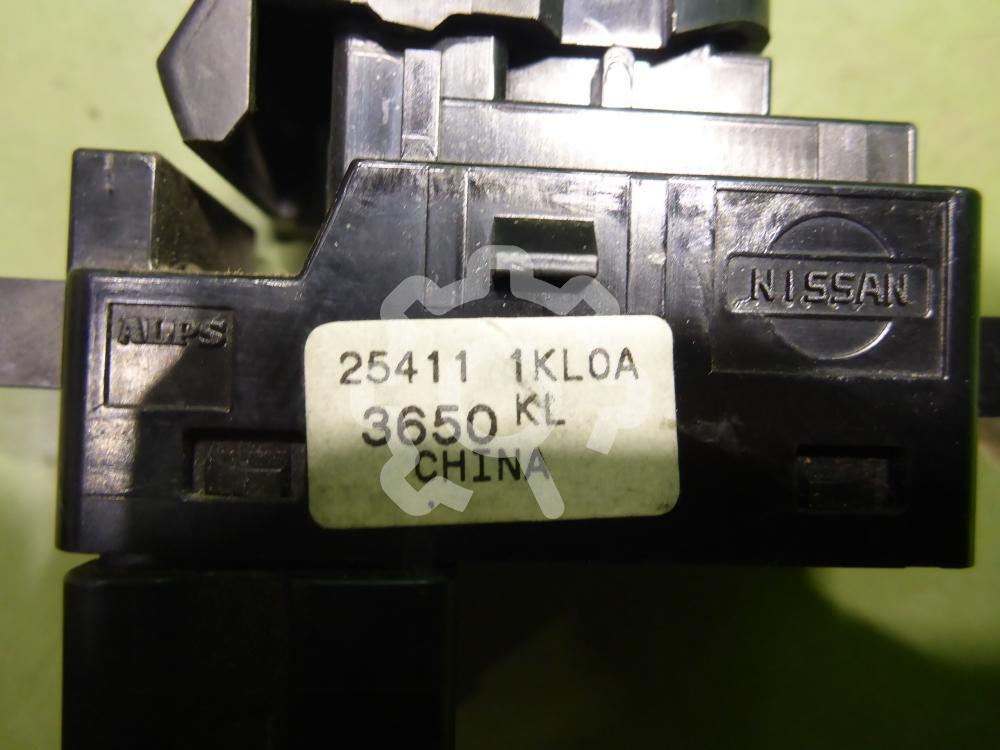 NISSAN
ALPS
25411 1KL0A
3650 KL
CHINA